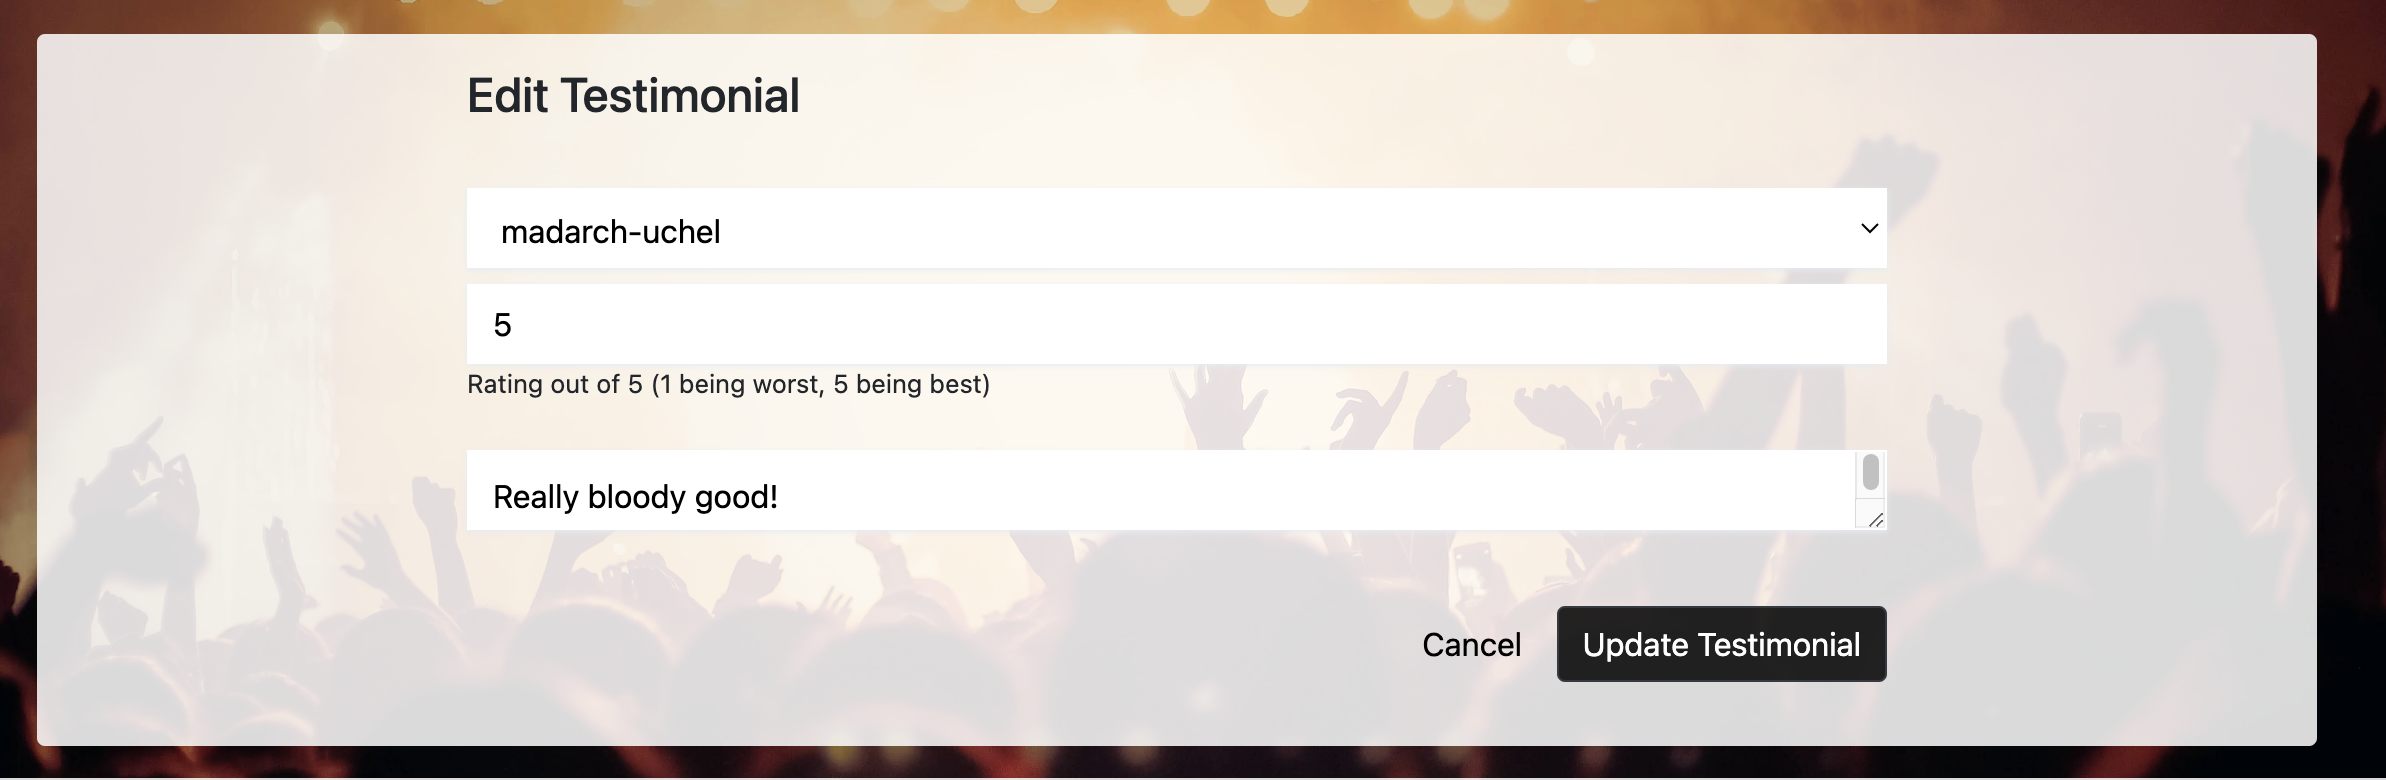 Edit Testimonial
madarch-uchel
5
Rating out of 5 (1 being worst, 5 being best)
Really bloody good!
Cancel
Update Testimonial